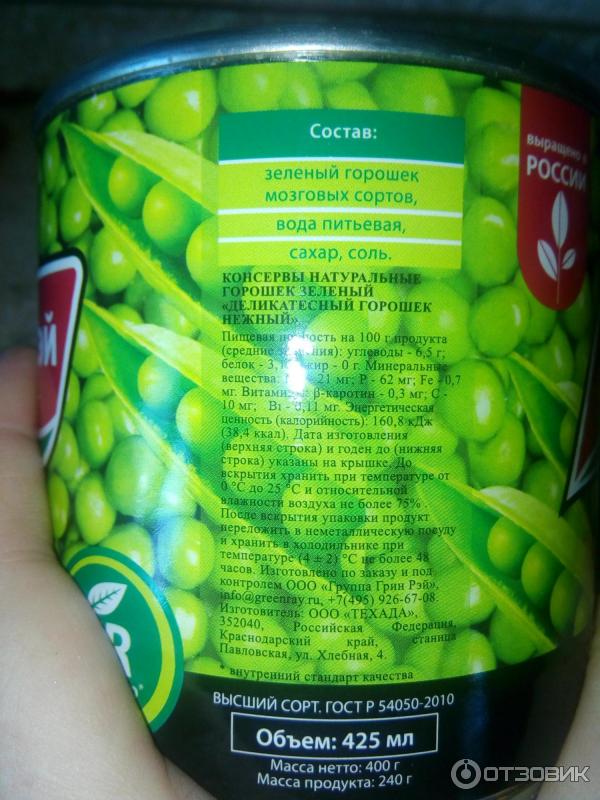 Состав:
зеленый горошек
мозговых сортов,
вода питьевая,
сахар, соль.
выращено в
РОССИИ
КОНСЕРВЫ НАТУРАЛЬНЫЕ
ГОРОШЕК ЗЕЛЕНЫЙ
«ДЕЛИКАТЕСНЫЙ ГОРОШЕК
НЕЖНЫЙ»
Пищевая ценность на 100 г продукта
(средние значения): углеводы - 6,5 г;
белок - 3,1 жир - 0 г. Минеральные
вещества: 21 мг; P - 62 мг; Fe - 0,7
мг. Витамины: β-каротин - 0,3 мг; C -
10 мг; B1 - 0,11 мг. Энергетическая
ценность (калорийность): 160,8 кДж
(38,4 ккал). Дата изготовления
(верхняя строка) и годен до (нижняя
строка) указаны на крышке. До
вскрытия хранить при температуре от
0 °С до 25 °С и относительной
влажности воздуха не более 75% .
После вскрытия упаковки продукт
переложить в неметаллическую посуду
и хранить в холодильнике при
температуре (4 ± 2) °С не более 48
часов. Изготовлено по заказу и под
контролем ООО «Группа Грин Рэй»,
info@greenray.ru, +7(495) 926-67-08.
Изготовитель: ООО «ТЕХАДА»,
352040, Российская Федерация,
Краснодарский край, станица
Павловская, ул. Хлебная, 4.
* внутренний стандарт качества
ВЫСШИЙ СОРТ. ГОСТ Р 54050-2010
Объем: 425 мл
Масса нетто: 400 г
Масса продукта: 240 г
ОТЗОВИК